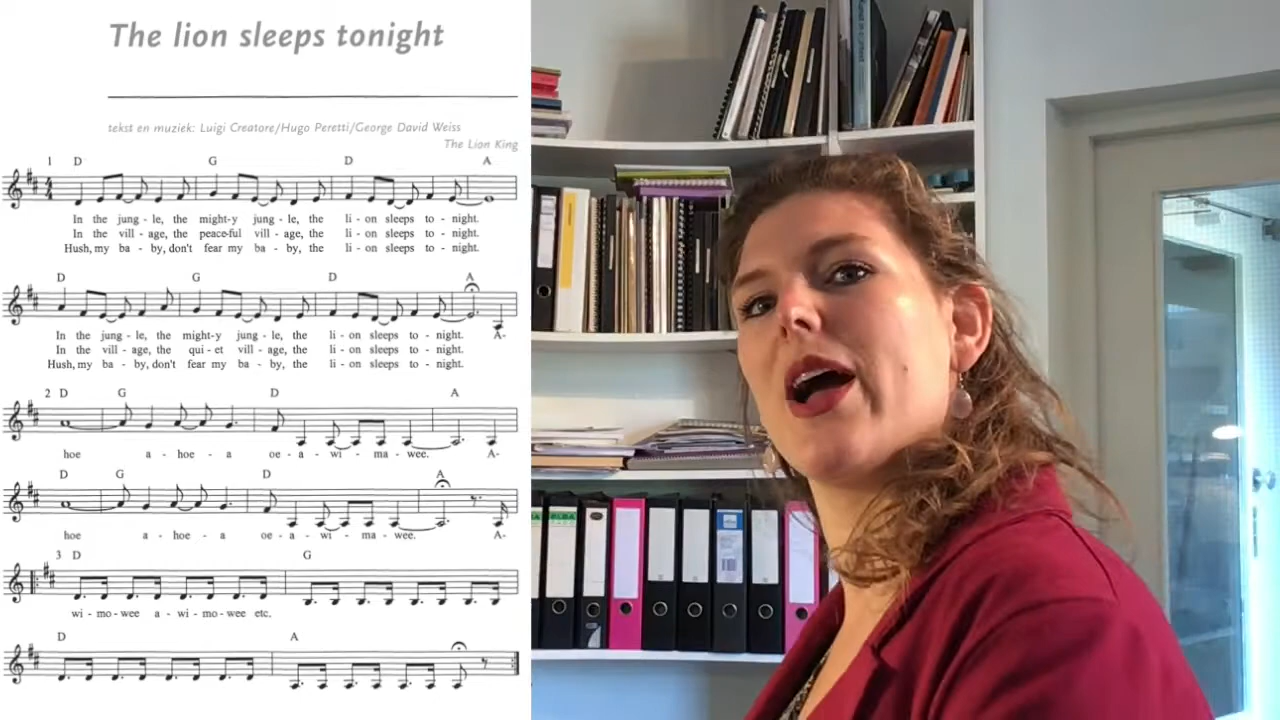 The lion sleeps tonight
tekst en muziek: Luigi Creatore/Hugo Peretti/George David Weiss
The Lion King
1 D G D A
In the jung - le, the might-y jung - le, the li - on sleeps to - night.
In the vill - age, the peace-ful vill - age, the li - on sleeps to - night.
Hush, my ba - by, don't fear my ba - by, the li - on sleeps to - night.
D G D A
In the jung - le, the might-y jung - le, the li - on sleeps to - night. A-
In the vill - age, the qui - et vill - age, the li - on sleeps to - night.
Hush, my ba - by, don't fear my ba - by, the li - on sleeps to - night.
2 D G D A
hoe a - hoe - a oe - a - wi - ma - wee. A-
D G D A
hoe a - hoe - a oe - a - wi - ma - wee. A-
3 D G
wi - mo - wee a - wi - mo - wee etc.
D A